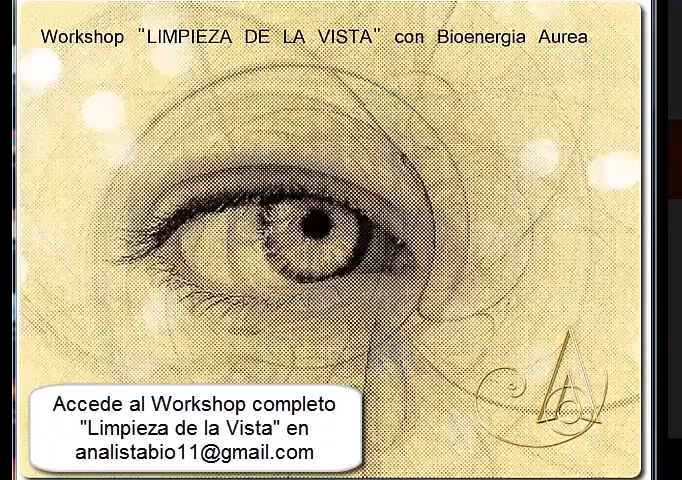 Workshop "LIMPIEZA DE LA VISTA" con Bioenergia Aurea
Accede al Workshop completo
"Limpieza de la Vista" en
analistabio11@gmail.com